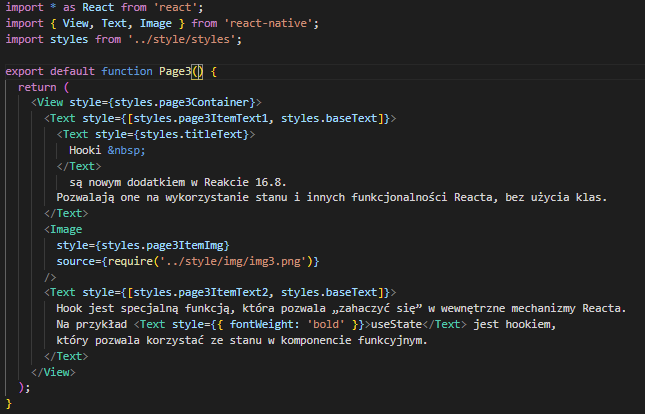 import * as React from 'react';
import { View, Text, Image } from 'react-native';
import styles from '../style/styles';

export default function Page3() {
  return (
    <View style={styles.page3Container}>
      <Text style={[styles.page3ItemText1, styles.baseText]}>
        <Text style={styles.titleText}>
          Hooki &nbsp;
        </Text>
          są nowym dodatkiem w Reakcie 16.8.
        Pozwalają one na wykorzystanie stanu i innych funkcjonalności Reacta, bez użycia klas.
      </Text>
      <Image
        style={styles.page3ItemImg}
        source={require('../style/img/img3.png')}
      />
      <Text style={[styles.page3ItemText2, styles.baseText]}>
        Hook jest specjalną funkcją, która pozwala „zahaczyć się” w wewnętrzne mechanizmy Reacta.
        Na przykład <Text style={{ fontWeight: 'bold' }}>useState</Text> jest hookiem,
        który pozwala korzystać ze stanu w komponencie funkcyjnym.
      </Text>
    </View>
  );
}